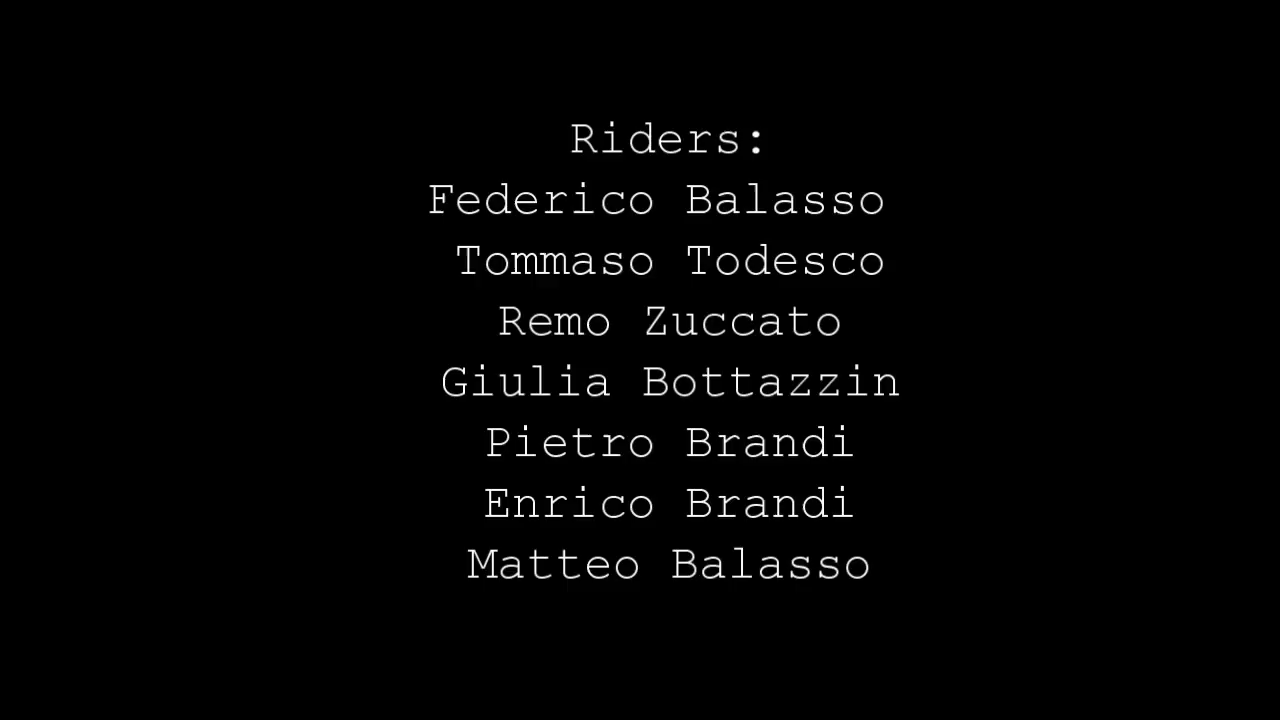 Riders:
Federico Balasso
Tommaso Todesco
Remo Zuccato
Giulia Bottazzin
Pietro Brandi
Enrico Brandi
Matteo Balasso